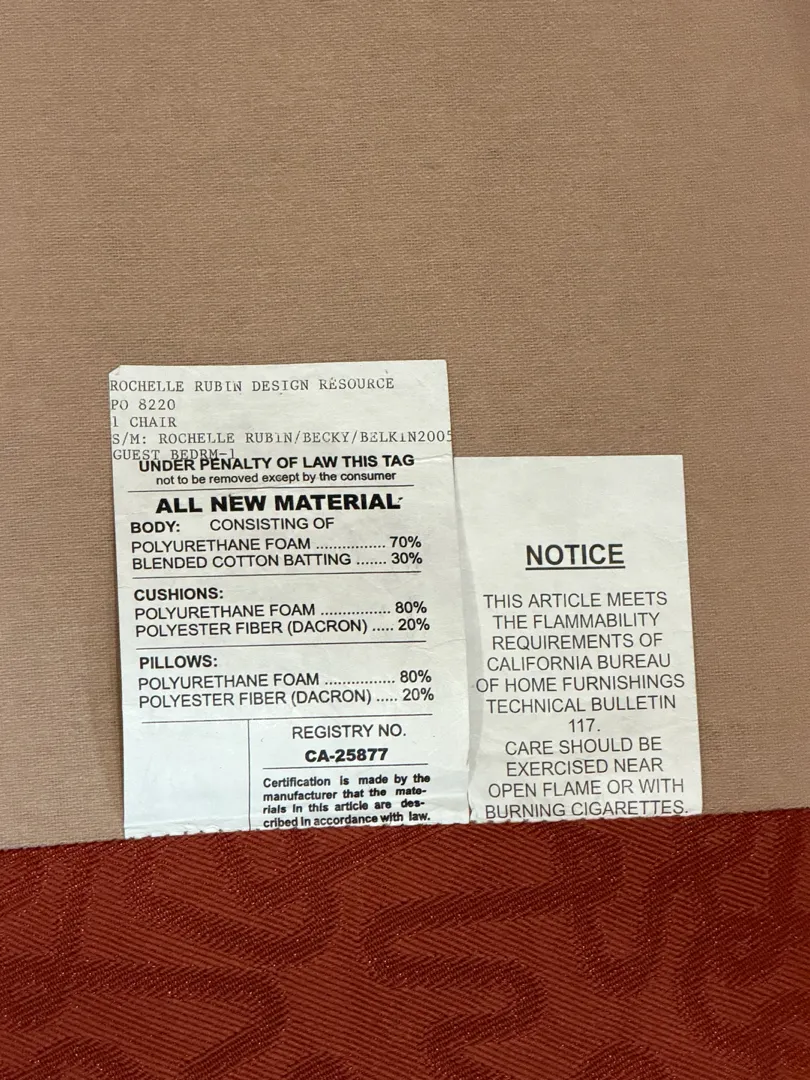 ROCHELLE RUBIN DESIGN RESOURCE
PO 8220
1 CHAIR
S/M: ROCHELLE RUBIN/BECKY/BELKIN2005
GUEST BEDRM-1
UNDER PENALTY OF LAW THIS TAG
not to be removed except by the consumer
ALL NEW MATERIAL
BODY: CONSISTING OF
POLYURETHANE FOAM ................ 70%
BLENDED COTTON BATTING ....... 30%
CUSHIONS:
POLYURETHANE FOAM ................ 80%
POLYESTER FIBER (DACRON) ..... 20%
PILLOWS:
POLYURETHANE FOAM ................ 80%
POLYESTER FIBER (DACRON) ..... 20%
REGISTRY NO.
CA-25877
Certification is made by the
manufacturer that the mate-
rials in this article are des-
cribed in accordance with law.
NOTICE
THIS ARTICLE MEETS
THE FLAMMABILITY
REQUIREMENTS OF
CALIFORNIA BUREAU
OF HOME FURNISHINGS
TECHNICAL BULLETIN
117.
CARE SHOULD BE
EXERCISED NEAR
OPEN FLAME OR WITH
BURNING CIGARETTES.